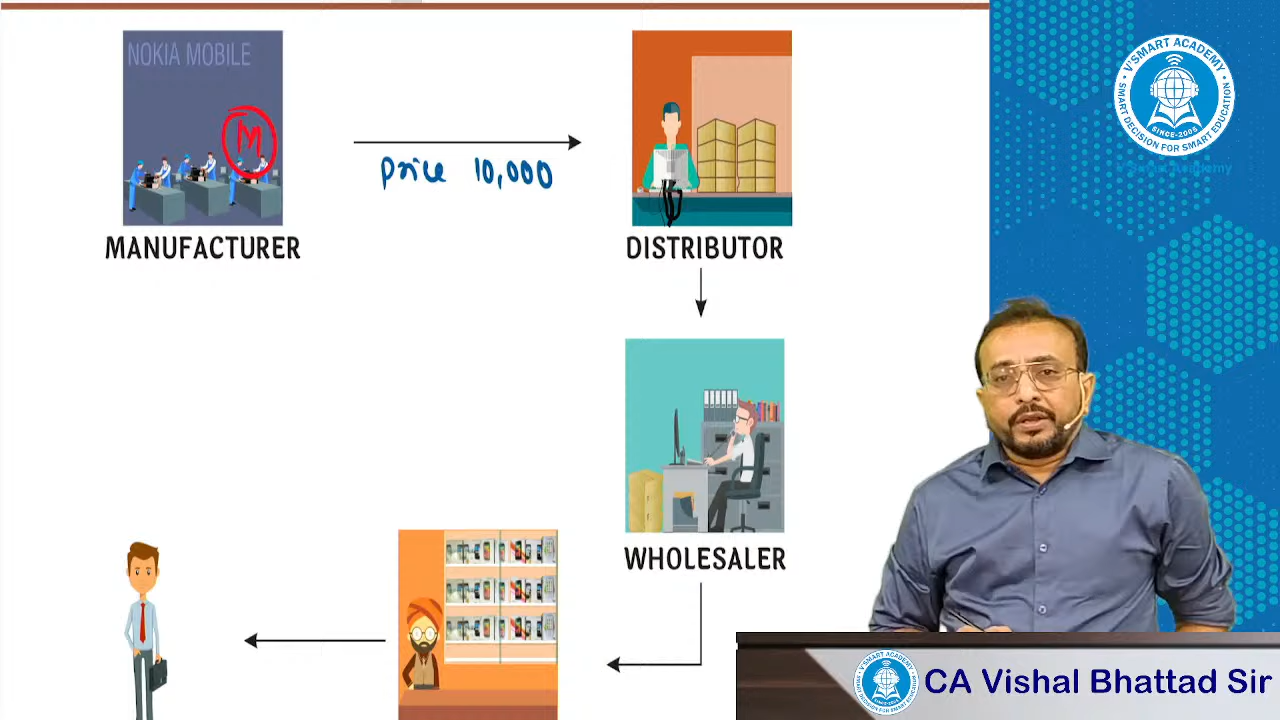 NOKIA MOBILE
M
price 10,000
MANUFACTURER
DISTRIBUTOR
WHOLESALER
V'SMART ACADEMY
SINCE-2005
SMART DECISION FOR SMART EDUCATION
Academy
CA Vishal Bhattad Sir